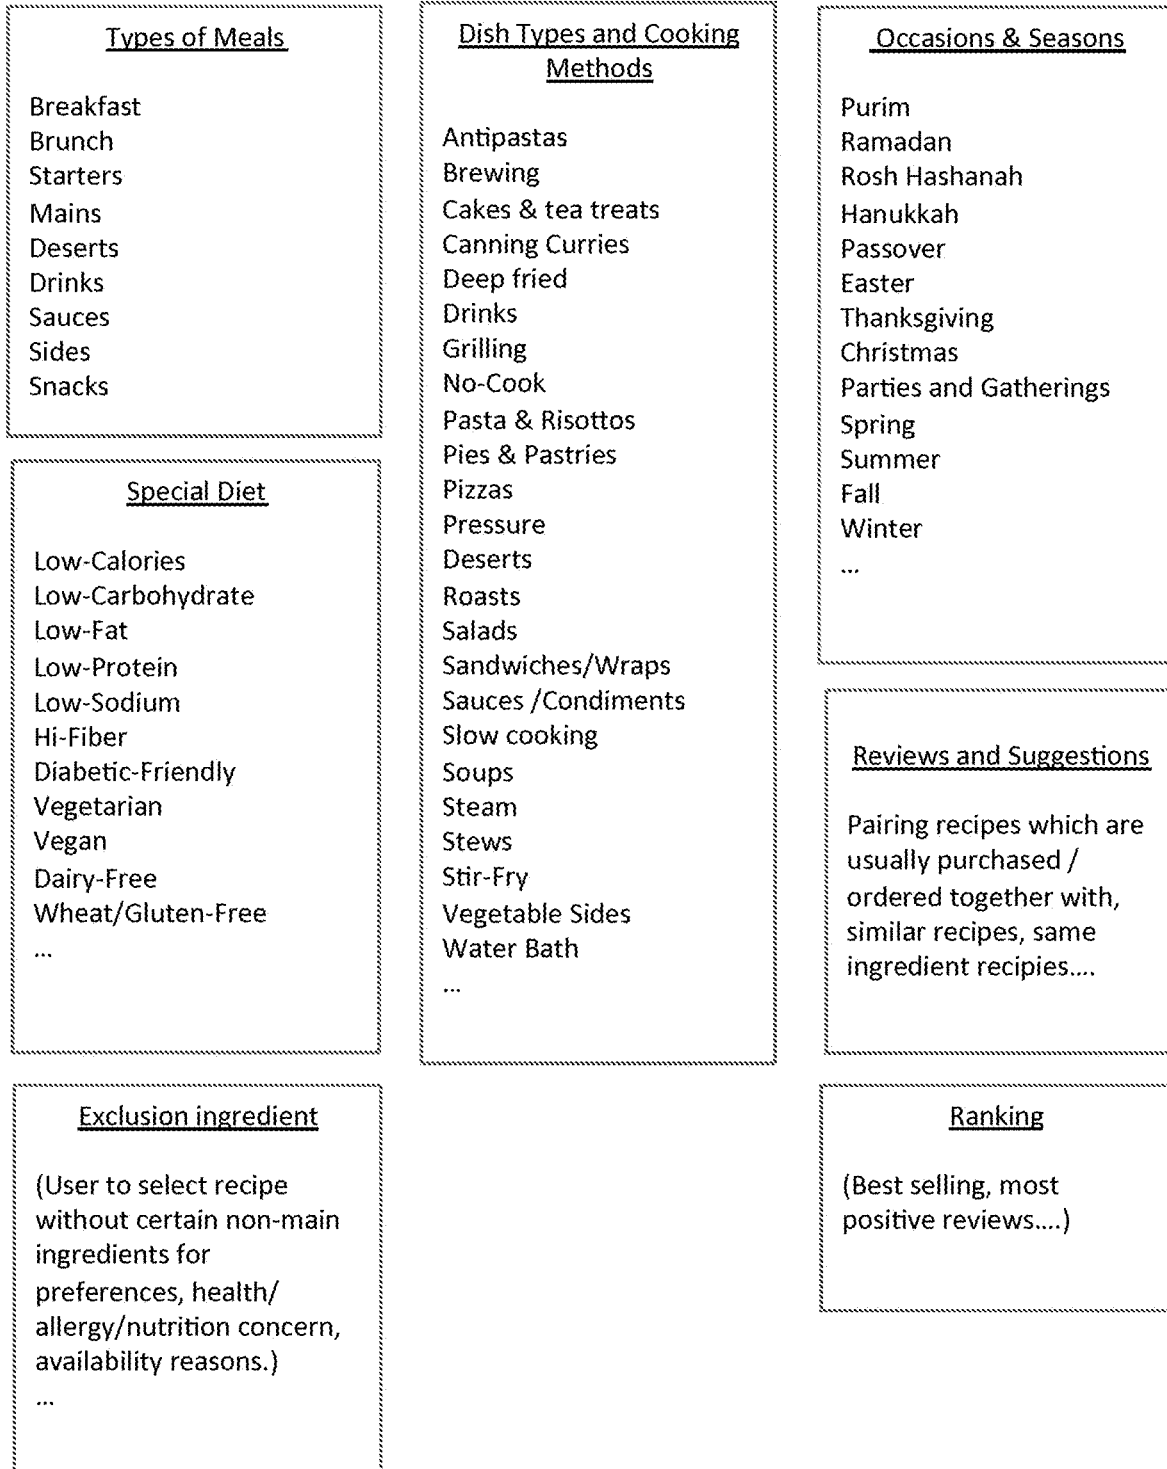 Types of Meals
Breakfast
Brunch
Starters
Mains
Deserts
Drinks
Sauces
Sides
Snacks
Special Diet
Low-Calories
Low-Carbohydrate
Low-Fat
Low-Protein
Low-Sodium
Hi-Fiber
Diabetic-Friendly
Vegetarian
Vegan
Dairy-Free
Wheat/Gluten-Free
...
Exclusion ingredient
(User to select recipe
without certain non-main
ingredients for
preferences, health/
allergy/nutrition concern,
availability reasons.)
...
Dish Types and Cooking
Methods
Antipastas
Brewing
Cakes & tea treats
Canning Curries
Deep fried
Drinks
Grilling
No-Cook
Pasta & Risottos
Pies & Pastries
Pizzas
Pressure
Deserts
Roasts
Salads
Sandwiches/Wraps
Sauces /Condiments
Slow cooking
Soups
Steam
Stews
Stir-Fry
Vegetable Sides
Water Bath
...
Occasions & Seasons
Purim
Ramadan
Rosh Hashanah
Hanukkah
Passover
Easter
Thanksgiving
Christmas
Parties and Gatherings
Spring
Summer
Fall
Winter
...
Reviews and Suggestions
Pairing recipes which are
usually purchased /
ordered together with,
similar recipes, same
ingredient recipies....
Ranking
(Best selling, most
positive reviews....)